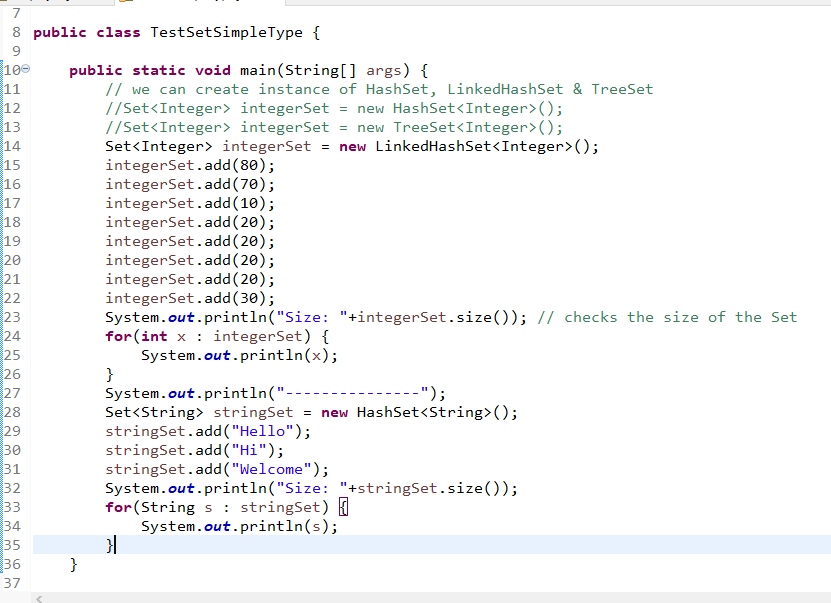 7
8 public class TestSetSimpleType {
9
10 public static void main(String[] args) {
11 // we can create instance of HashSet, LinkedHashSet & TreeSet
12 //Set<Integer> integerSet = new HashSet<Integer>();
13 //Set<Integer> integerSet = new TreeSet<Integer>();
14 Set<Integer> integerSet = new LinkedHashSet<Integer>();
15 integerSet.add(80);
16 integerSet.add(70);
17 integerSet.add(10);
18 integerSet.add(20);
19 integerSet.add(20);
20 integerSet.add(20);
21 integerSet.add(20);
22 integerSet.add(30);
23 System.out.println("Size: "+integerSet.size()); // checks the size of the Set
24 for(int x : integerSet) {
25 System.out.println(x);
26 }
27 System.out.println("---------------");
28 Set<String> stringSet = new HashSet<String>();
29 stringSet.add("Hello");
30 stringSet.add("Hi");
31 stringSet.add("Welcome");
32 System.out.println("Size: "+stringSet.size());
33 for(String s : stringSet) {
34 System.out.println(s);
35 }
36 }
37